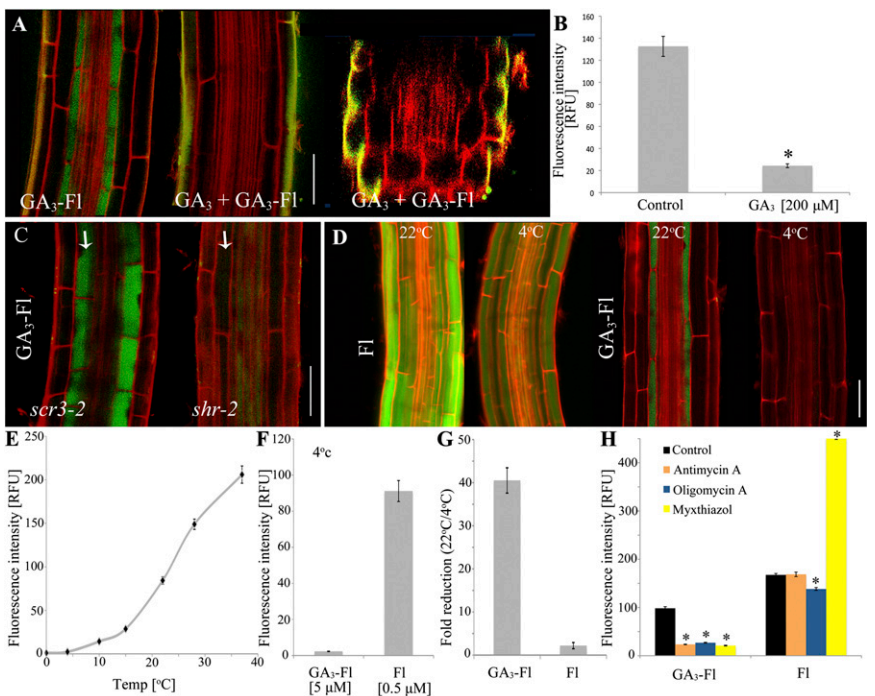 A
GA₃-Fl
GA₃ + GA₃-Fl
GA₃ + GA₃-Fl
B
Fluorescence intensity
[RFU]
160
140
120
100
80
60
40
20
0
*
Control
GA₃ [200 μM]
C
GA₃-Fl
scr3-2
shr-2
D
Fl
22°C
4°C
GA₃-Fl
22°C
4°C
E
Fluorescence intensity [RFU]
250
200
150
100
50
0
0
10
20
30
40
Temp [°C]
F
4°c
Fluorescence intensity [RFU]
120
100
80
60
40
20
0
GA₃-Fl
[5 μM]
Fl
[0.5 μM]
G
Fold reduction (22°C/4°C)
50
40
30
20
10
0
GA₃-Fl
Fl
H
Fluorescence intensity [RFU]
450
200
150
100
50
0
Control
Antimycin A
Oligomycin A
Myxthiazol
* * *
* *
GA₃-Fl
Fl